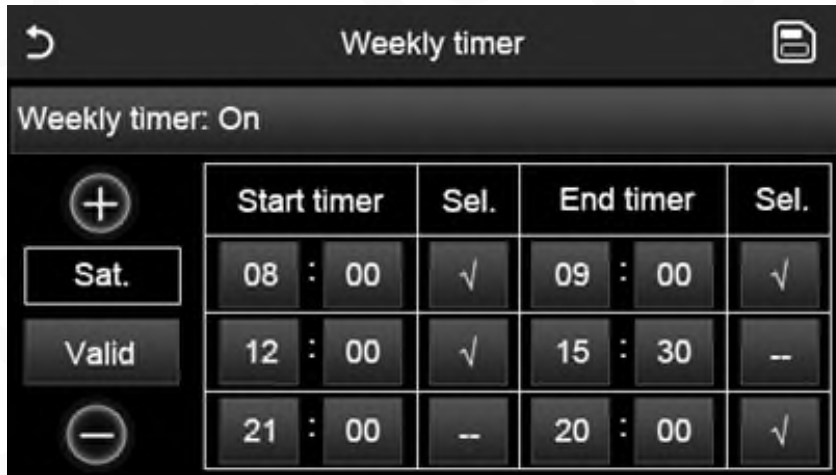 Weekly timer
Weekly timer: On
Start timer Sel. End timer Sel.
Sat. 08 : 00 √ 09 : 00 √
Valid 12 : 00 √ 15 : 30 --
21 : 00 -- 20 : 00 √